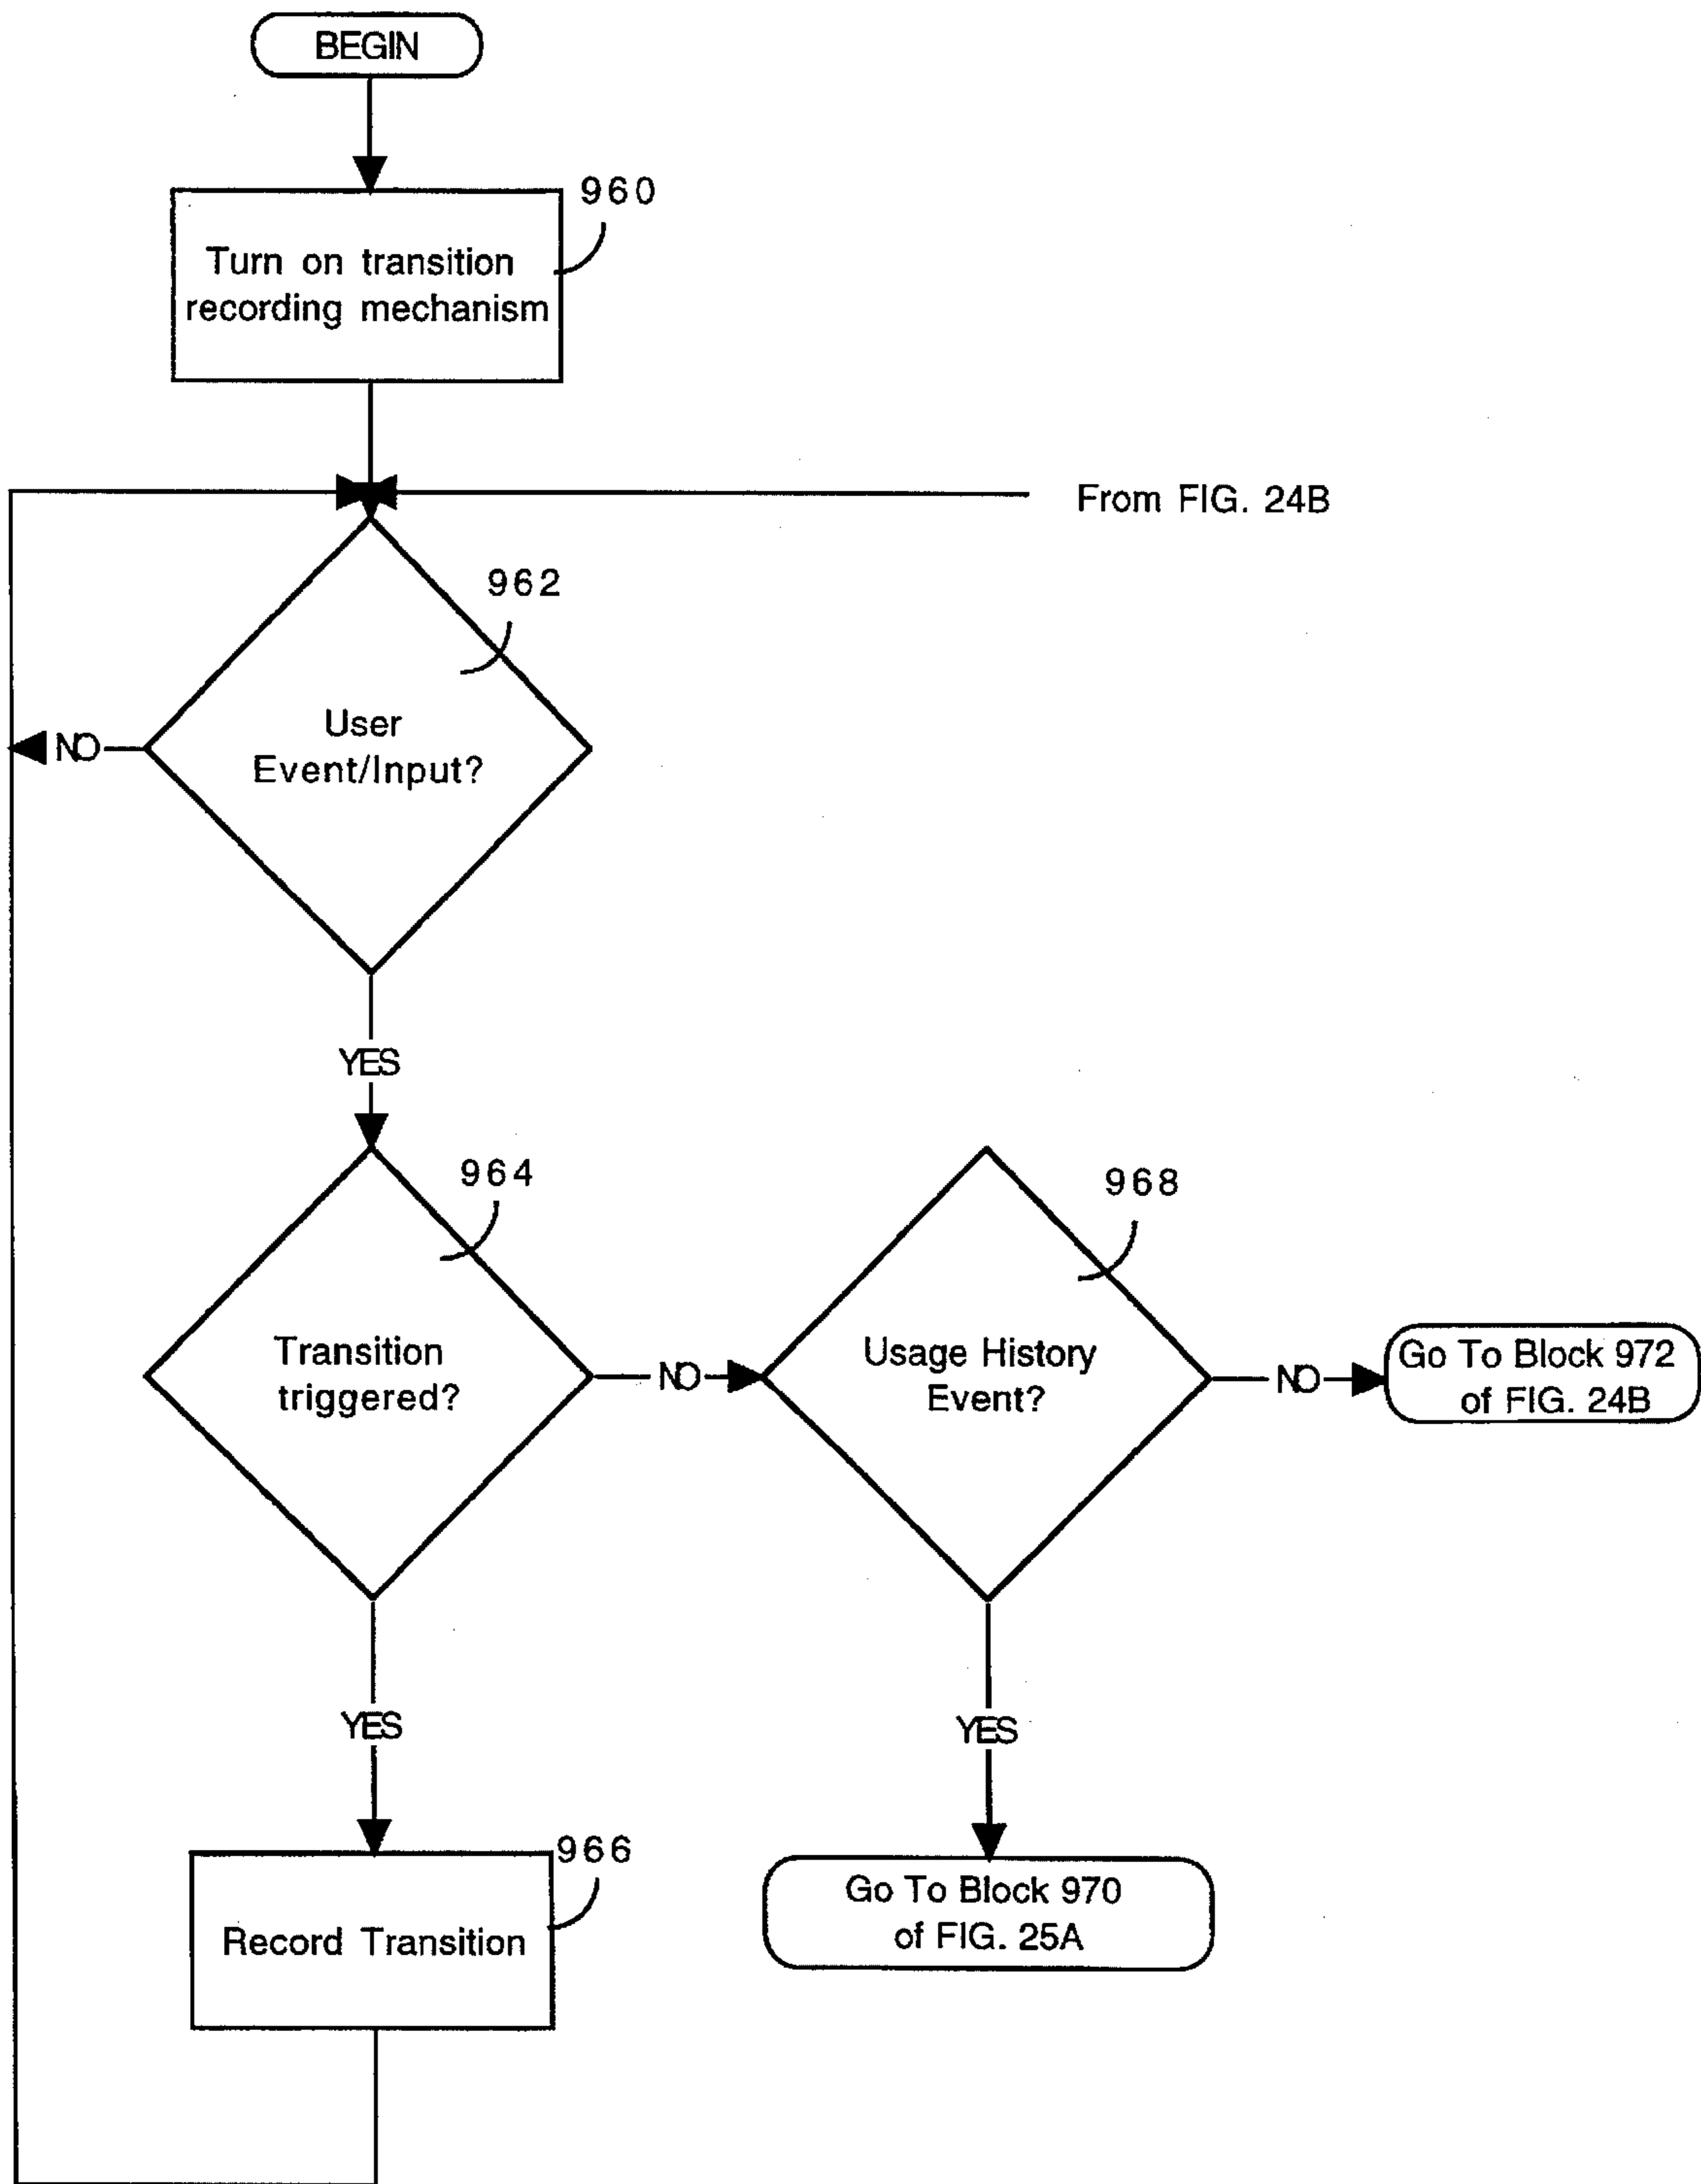 BEGIN
960
Turn on transition
recording mechanism
From FIG. 24B
962
User
Event/Input?
NO
YES
964
Transition
triggered?
NO
968
Usage History
Event?
NO
Go To Block 972
of FIG. 24B
YES
YES
966
Record Transition
Go To Block 970
of FIG. 25A